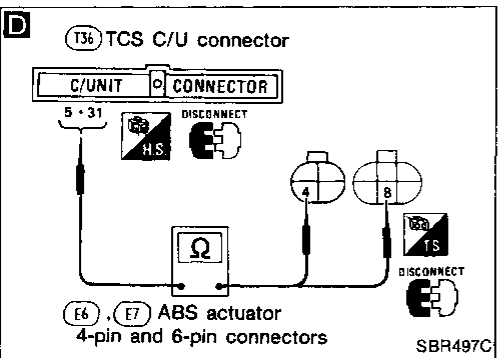 D
T36 TCS C/U connector
C/UNIT CONNECTOR
5 • 31
DISCONNECT
H.S.
4
8
Ω
T.S.
DISCONNECT
E6 , E7 ABS actuator
4-pin and 6-pin connectors
SBR497C